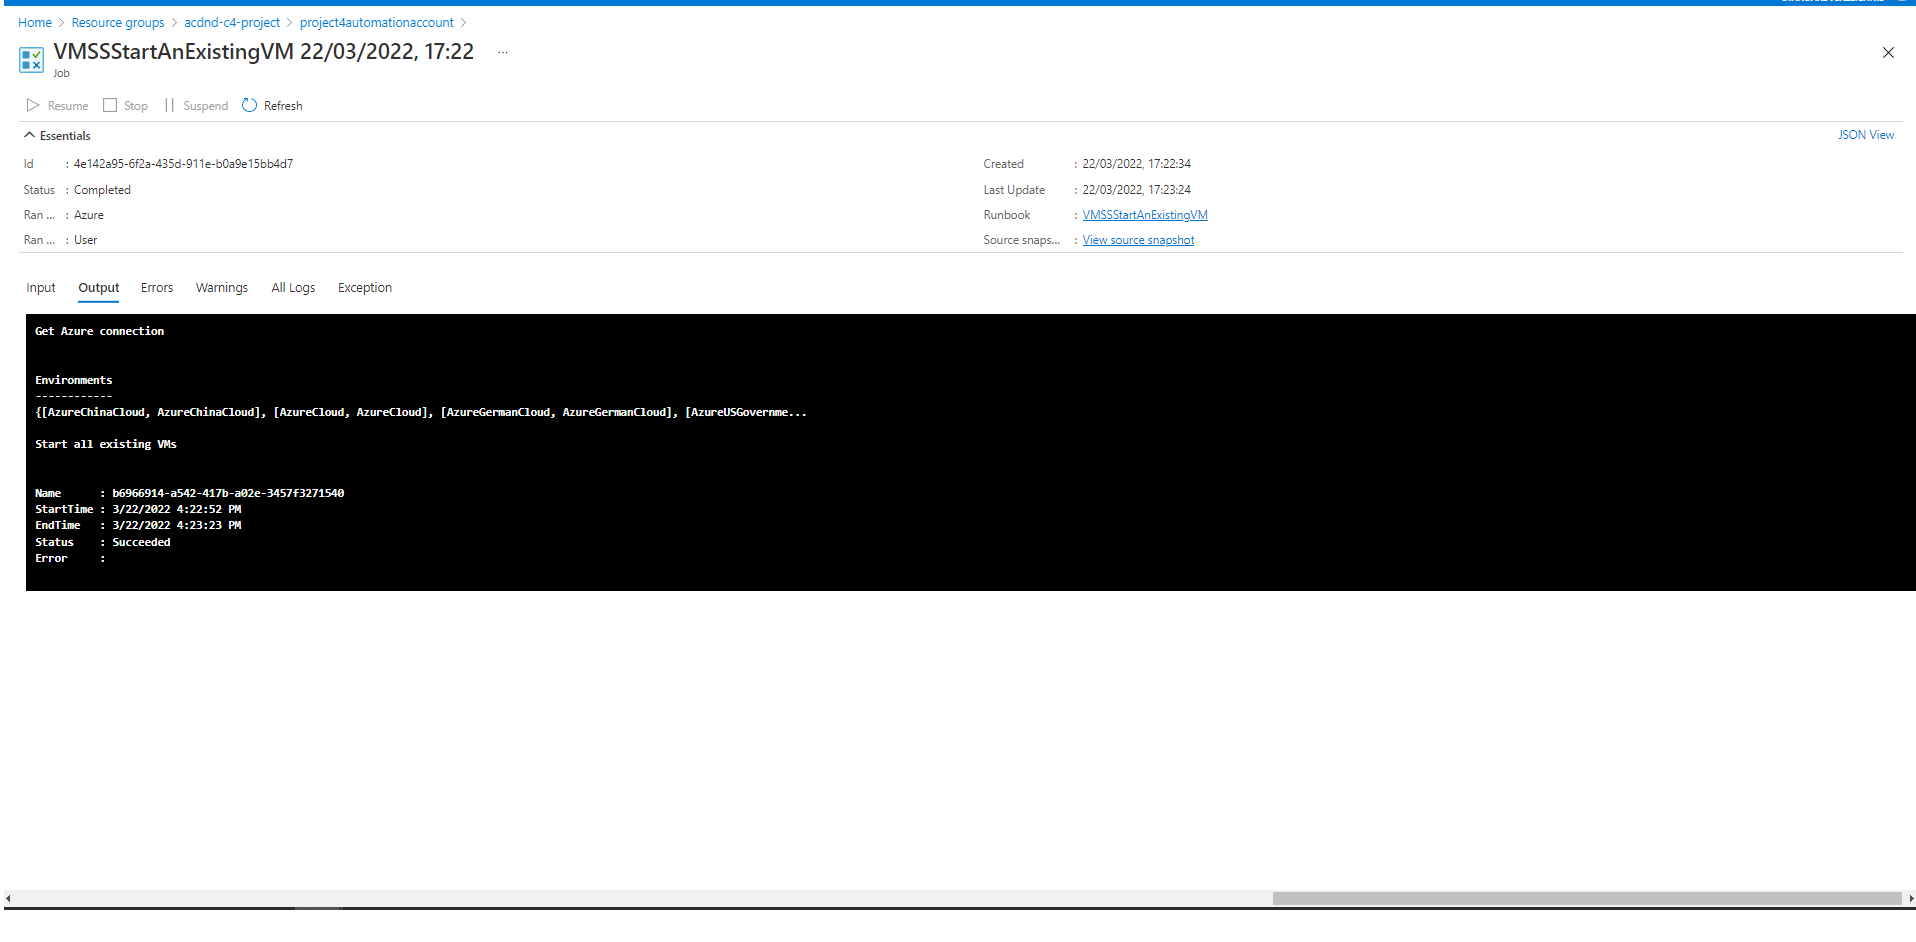 Home > Resource groups > acdnd-c4-project > project4automationaccount >
VMSSStartAnExistingVM 22/03/2022, 17:22 ...
Job
Resume Stop Suspend Refresh
Essentials JSON View
Id : 4e142a95-6f2a-435d-911e-b0a9e15bb4d7 Created : 22/03/2022, 17:22:34
Status : Completed Last Update : 22/03/2022, 17:23:24
Ran ... : Azure Runbook : VMSSStartAnExistingVM
Ran ... : User Source snaps... : View source snapshot
Input Output Errors Warnings All Logs Exception
Get Azure connection
Environments
------------
{[AzureChinaCloud, AzureChinaCloud], [AzureCloud, AzureCloud], [AzureGermanCloud, AzureGermanCloud], [AzureUSGovernme...
Start all existing VMs
Name : b6966914-a542-417b-a02e-3457f3271540
StartTime : 3/22/2022 4:22:52 PM
EndTime : 3/22/2022 4:23:23 PM
Status : Succeeded
Error :